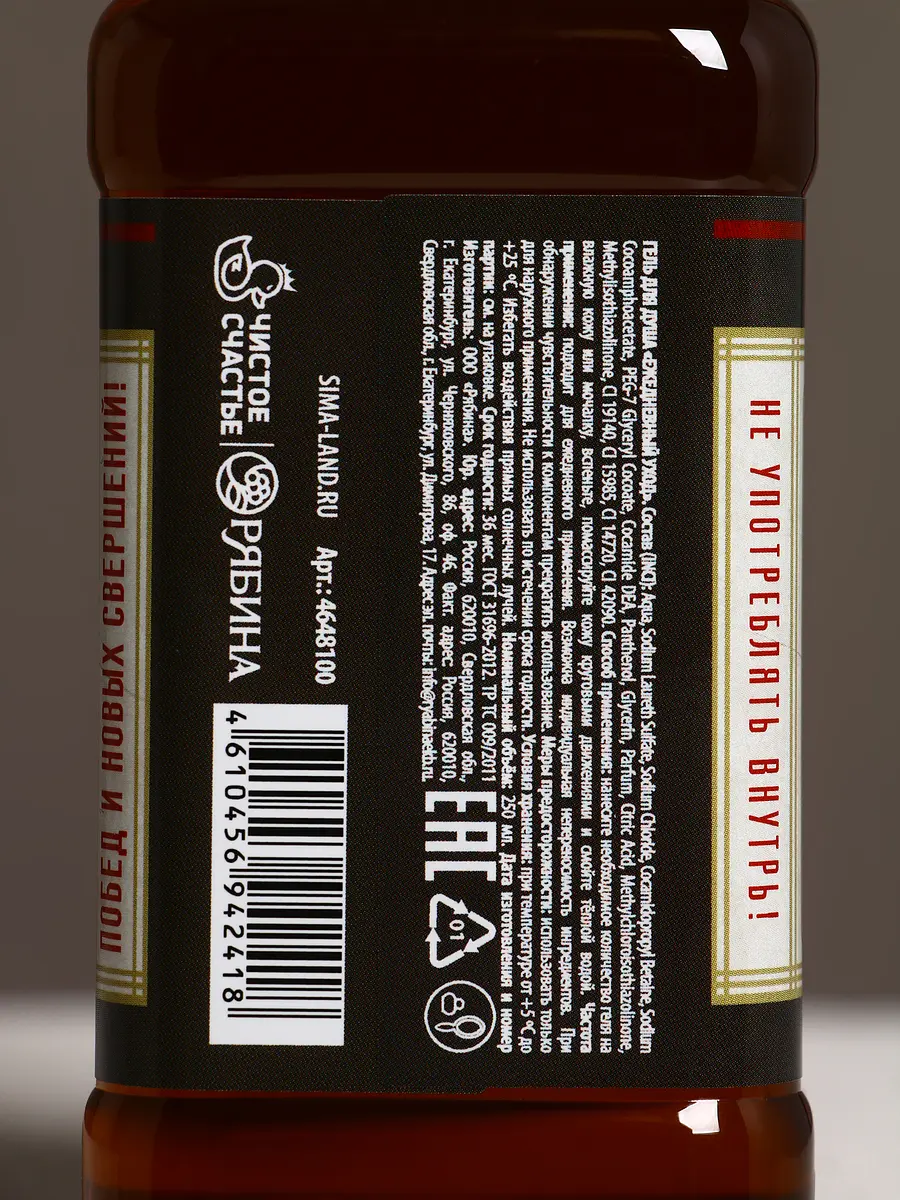 НЕ УПОТРЕБЛЯТЬ ВНУТРЬ!
ГЕЛЬ ДЛЯ ДУША «ЕЖЕДНЕВНЫЙ УХОД». Состав (INCI): Aqua, Sodium Laureth Sulfate, Sodium Chloride, Cocamidopropyl Betaine, Sodium
Cocoamphoacetate, PEG-7 Glyceryl Cocoate, Cocamide DEA, Panthenol, Glycerin, Parfum, Citric Acid, Methylchloroisothiazolinone,
Methylisothiazolinone, CI 19140, CI 15985, CI 14720, CI 42090. Способ применения: нанесите необходимое количество геля на
влажную кожу или мочалку, вспеньте, помассируйте кожу круговыми движениями и смойте тёплой водой. Частота
применения: подходит для ежедневного применения. Возможна индивидуальная непереносимость ингредиентов. При
обнаружении чувствительности к компонентам прекратить использование. Меры предосторожности: использовать только
для наружного применения. Не использовать по истечении срока годности. Условия хранения: при температуре от +5 °С до
+25 °С. Избегать воздействия прямых солнечных лучей. Номинальный объём: 250 мл. Дата изготовления и номер
партии: см. на упаковке. Срок годности: 36 мес. ГОСТ 31696-2012. ТР ТС 009/2011
Изготовитель: ООО «Рябина». Юр. адрес: Россия, 620010, Свердловская обл.,
г. Екатеринбург, ул. Черняховского, 86, оф. 46. Факт. адрес: Россия, 620010,
Свердловская обл., г. Екатеринбург, ул. Димитрова, 17. Адрес эл. почты: info@ryabinaekb.ru
EAC
01
SIMA-LAND.RU Арт.: 4648100
ЧИСТОЕ
СЧАСТЬЕ
РЯБИНА
4 610456 942418
ПОБЕД И НОВЫХ СВЕРШЕНИЙ!